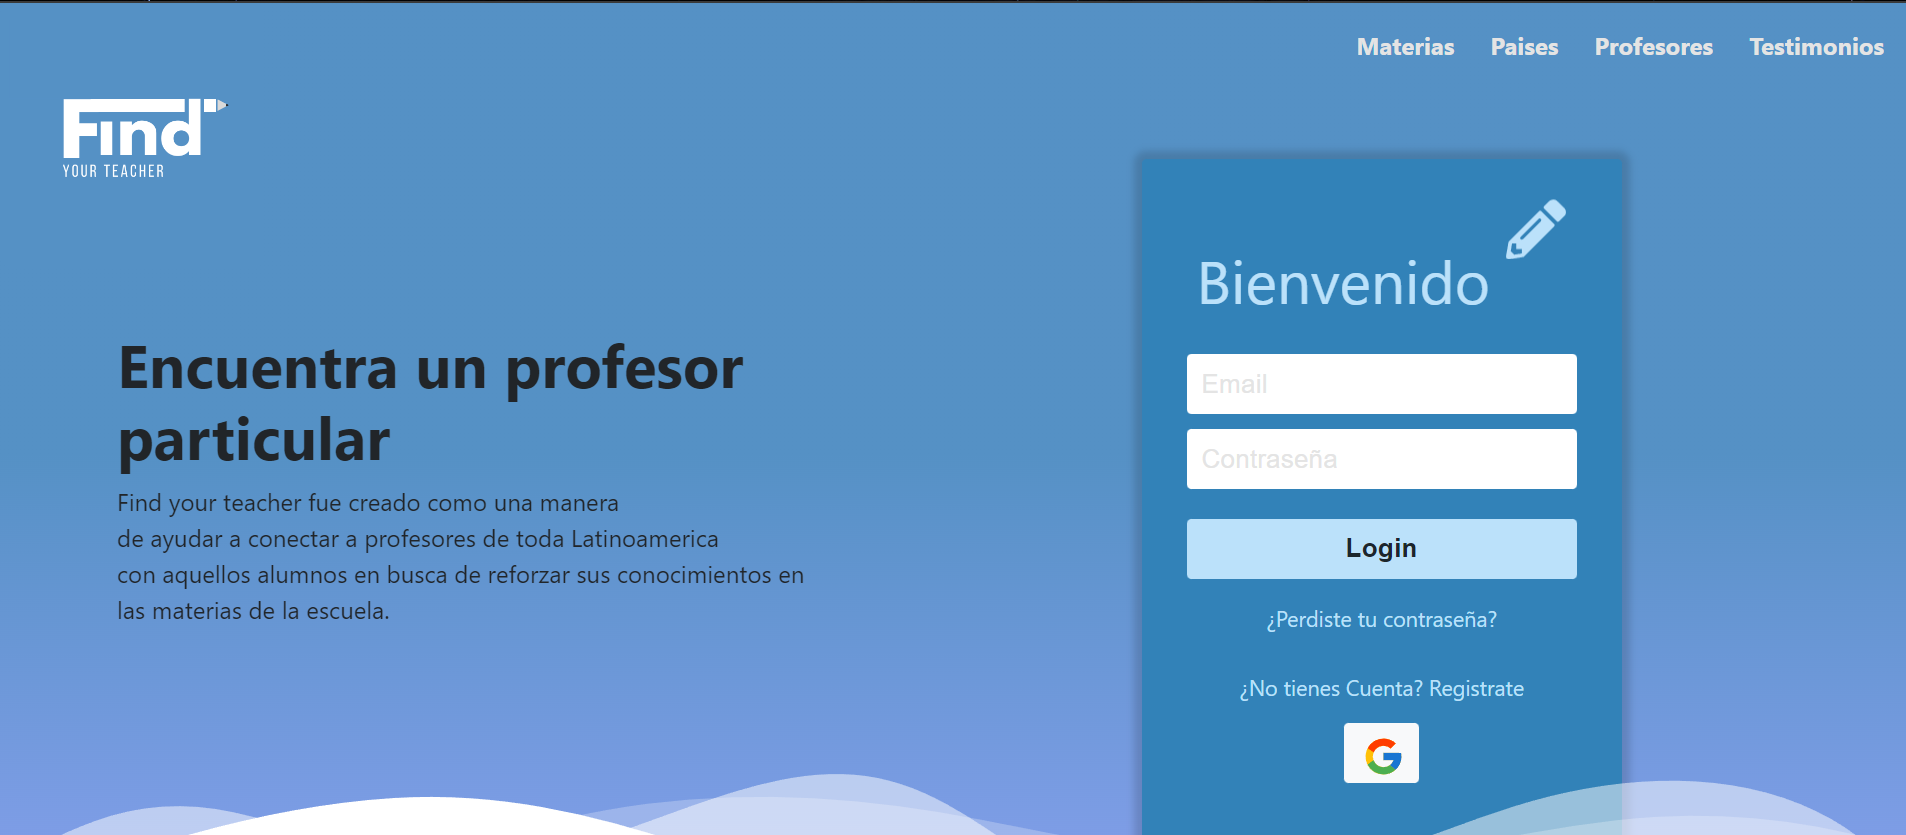 Materias Paises Profesores Testimonios
Find
YOUR TEACHER
Encuentra un profesor
particular
Find your teacher fue creado como una manera
de ayudar a conectar a profesores de toda Latinoamerica
con aquellos alumnos en busca de reforzar sus conocimientos en
las materias de la escuela.
Bienvenido
Email
Contraseña
Login
¿Perdiste tu contraseña?
¿No tienes Cuenta? Registrate
G